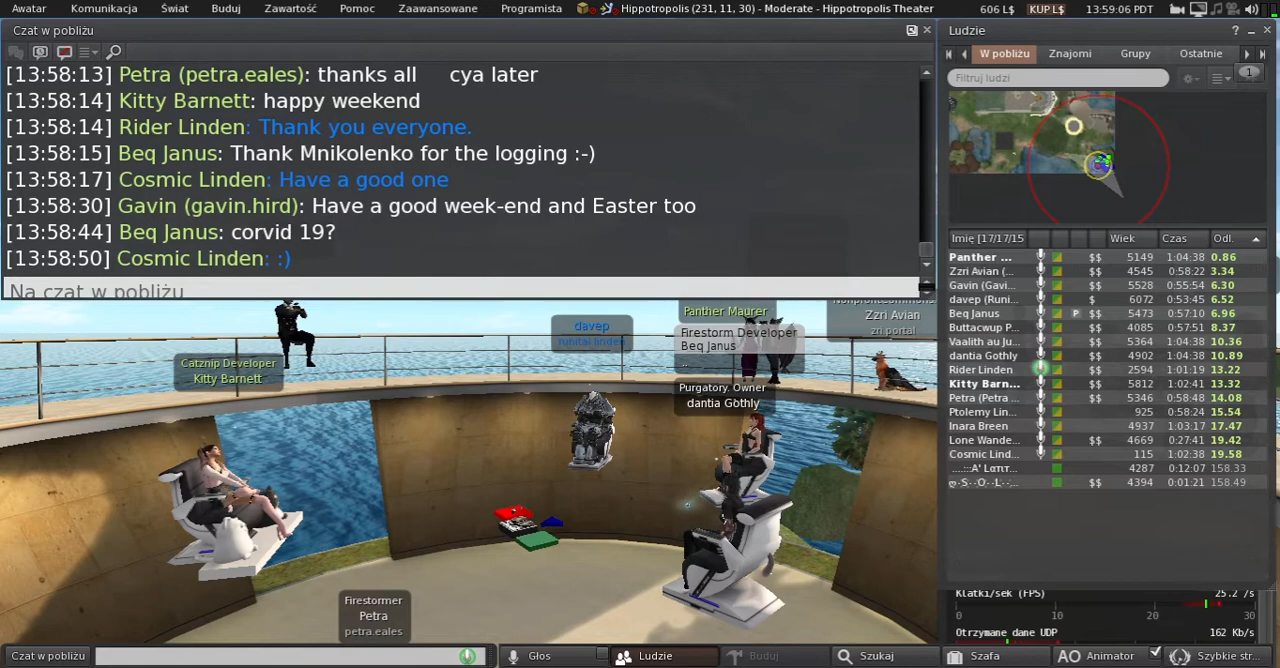 Awatar Komunikacja Świat Buduj Zawartość Pomoc Zaawansowane Programista Hippotropolis (231, 11, 30) - Moderate - Hippotropolis Theater 606 L$ KUP L$ 13:59:06 PDT
Czat w pobliżu
[13:58:13] Petra (petra.eales): thanks all cya later
[13:58:14] Kitty Barnett: happy weekend
[13:58:14] Rider Linden: Thank you everyone.
[13:58:15] Beq Janus: Thank Mnikolenko for the logging :-)
[13:58:17] Cosmic Linden: Have a good one
[13:58:30] Gavin (gavin.hird): Have a good week-end and Easter too
[13:58:44] Beq Janus: corvid 19?
[13:58:50] Cosmic Linden: :)
Na czat w pobliżu
Ludzie
W pobliżu Znajomi Grupy Ostatnie
Filtruj ludzi
1
Imię [17/17/15 Wiek Czas Odl.
Panther ... 5149 1:04:38 0.86
Zzri Avian (... $$ 4545 0:58:22 3.34
Gavin (Gavi... $$ 5528 0:55:54 6.30
davep (Runi... $ 6072 0:53:45 6.52
Beq Janus P $$ 5473 0:57:10 6.96
Buttacwup P... $$ 4085 0:57:51 8.37
Vaalith au Ju... $$ 5364 1:04:38 10.36
dantia Gothly $$ 4902 1:04:38 10.89
Rider Linden 2594 1:01:19 13.22
Kitty Barn... $$ 5812 1:02:41 13.32
Petra (Petra ... $$ 5346 0:58:48 14.08
Ptolemy Lin... 925 0:58:24 15.54
Inara Breen 4937 1:03:17 17.47
Lone Wande... $$ 4669 0:27:41 19.42
Cosmic Lind... 115 1:02:38 19.58
4287 0:12:07 158.33
$$ 4394 0:01:21 158.49
Klatki/sek (FPS) 25.2 /s
0 10 20 30
Otrzymane dane UDP 162 Kb/s
Catznip Developer
Kitty Barnett
davep
runitai linden
Panther Maurer
Firestorm Developer
Beq Janus
Purgatory. Owner
dantia Gothly
NonprofitCommons
Zzri Avian
zri portal
Firestormer
Petra
petra.eales
Czat w pobliżu Głos Ludzie Buduj Szukaj Szafa AO Animator Szybkie str...